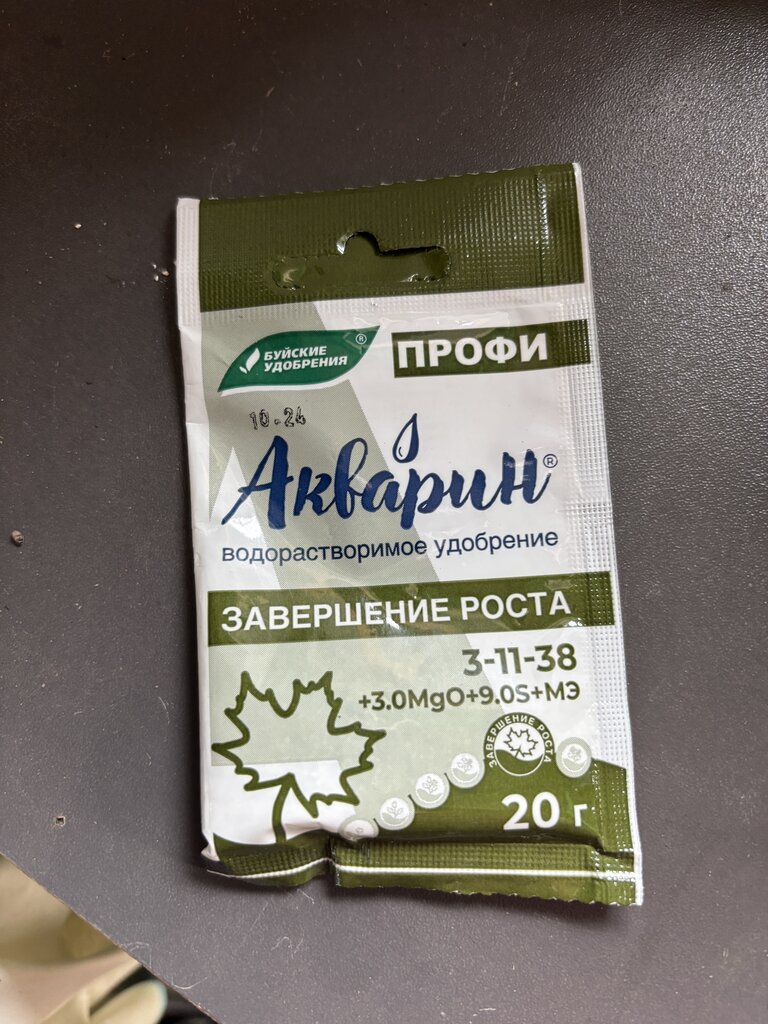 БУЙСКИЕ
УДОБРЕНИЯ
®
ПРОФИ
10.24
Акварин®
водорастворимое удобрение
ЗАВЕРШЕНИЕ РОСТА
3-11-38
+3.0MgO+9.0S+МЭ
ЗАВЕРШЕНИЕ РОСТА
20 г